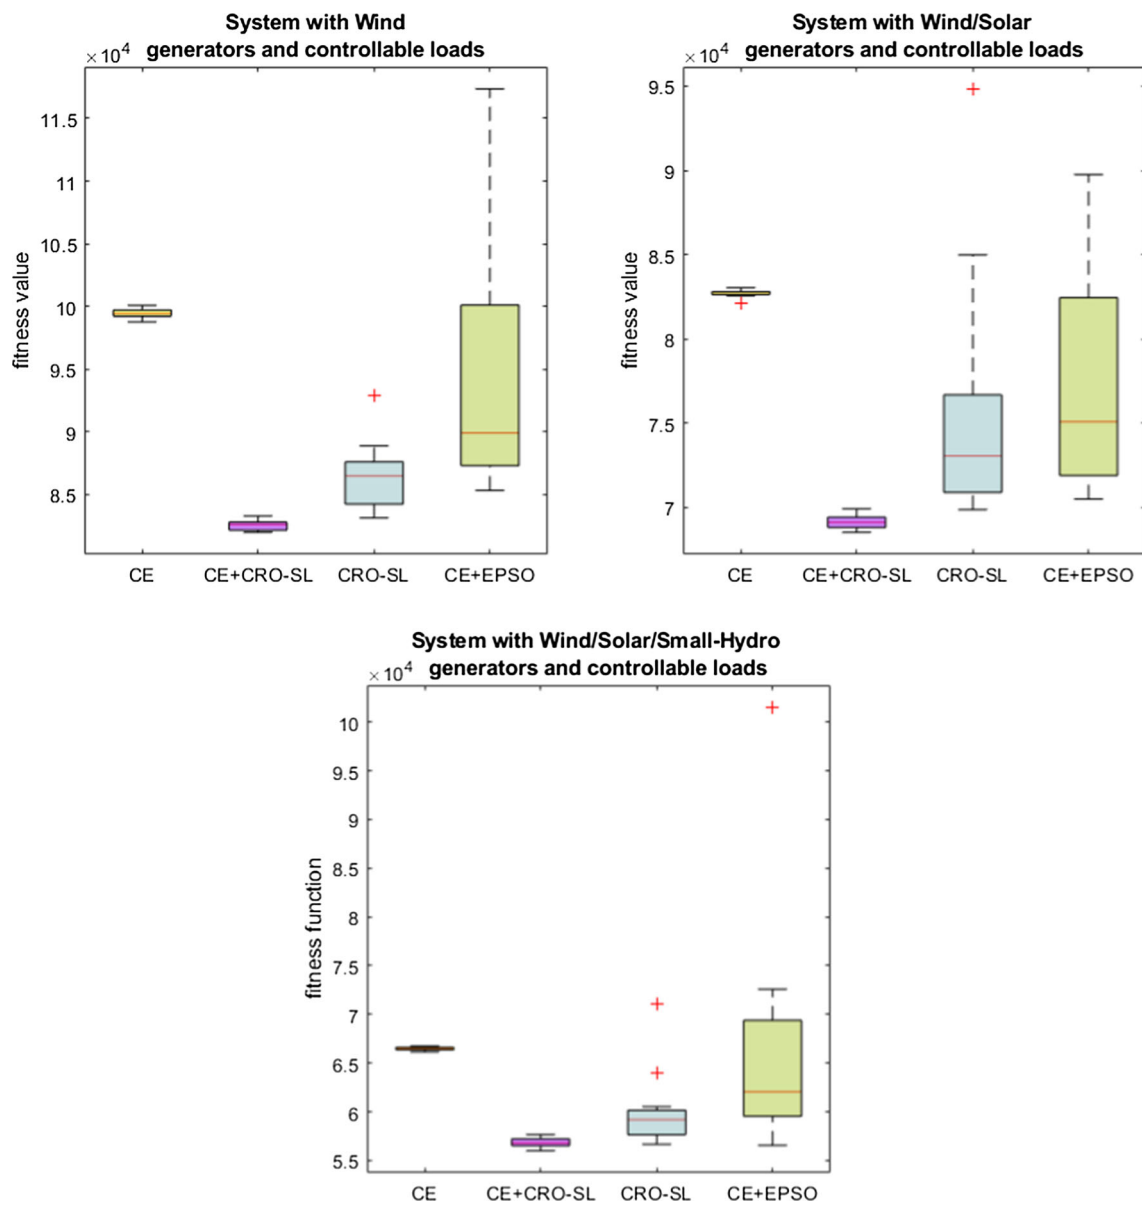 System with Wind
generators and controllable loads
×10⁴
11.5
11
10.5
10
9.5
9
8.5
fitness value
CE CE+CRO-SL CRO-SL CE+EPSO
System with Wind/Solar
generators and controllable loads
×10⁴
9.5
9
8.5
8
7.5
7
fitness value
CE CE+CRO-SL CRO-SL CE+EPSO
System with Wind/Solar/Small-Hydro
generators and controllable loads
×10⁴
10
9.5
9
8.5
8
7.5
7
6.5
6
5.5
fitness function
CE CE+CRO-SL CRO-SL CE+EPSO